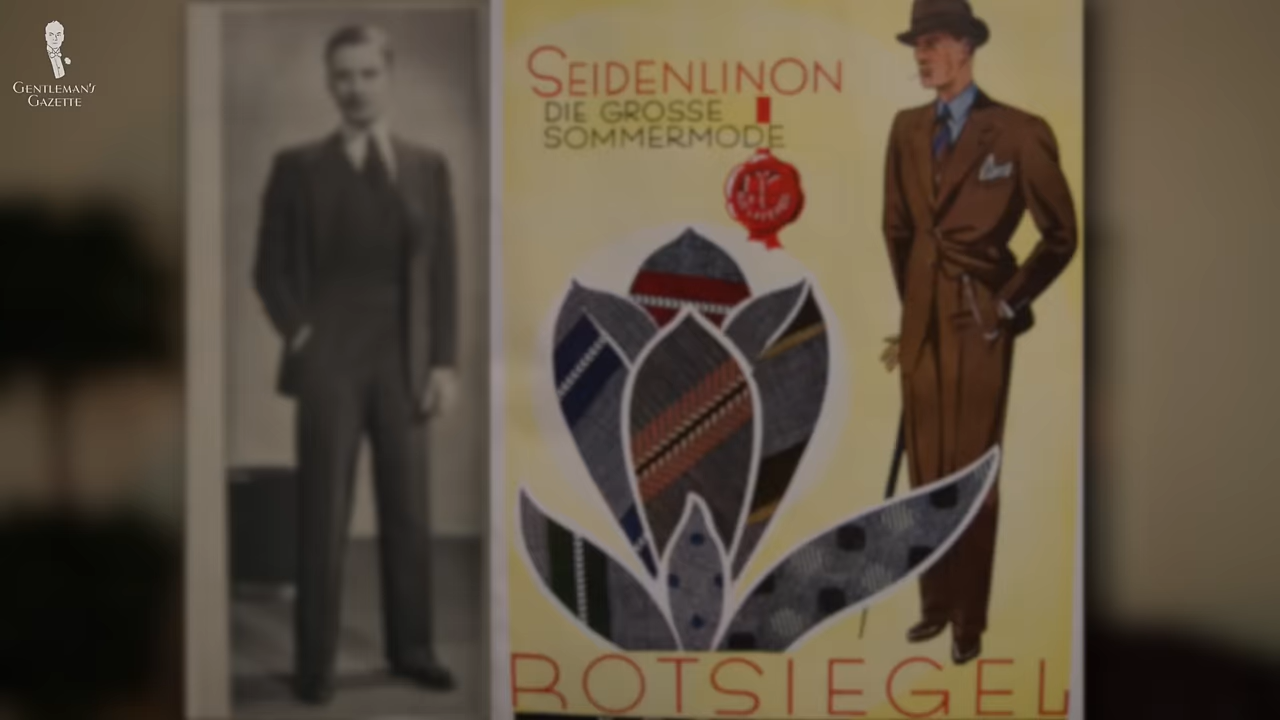 GENTLEMAN'S
GAZETTE
SEIDENLINON
DIE GROSSE
SOMMERMODE
ROTSIEGEL